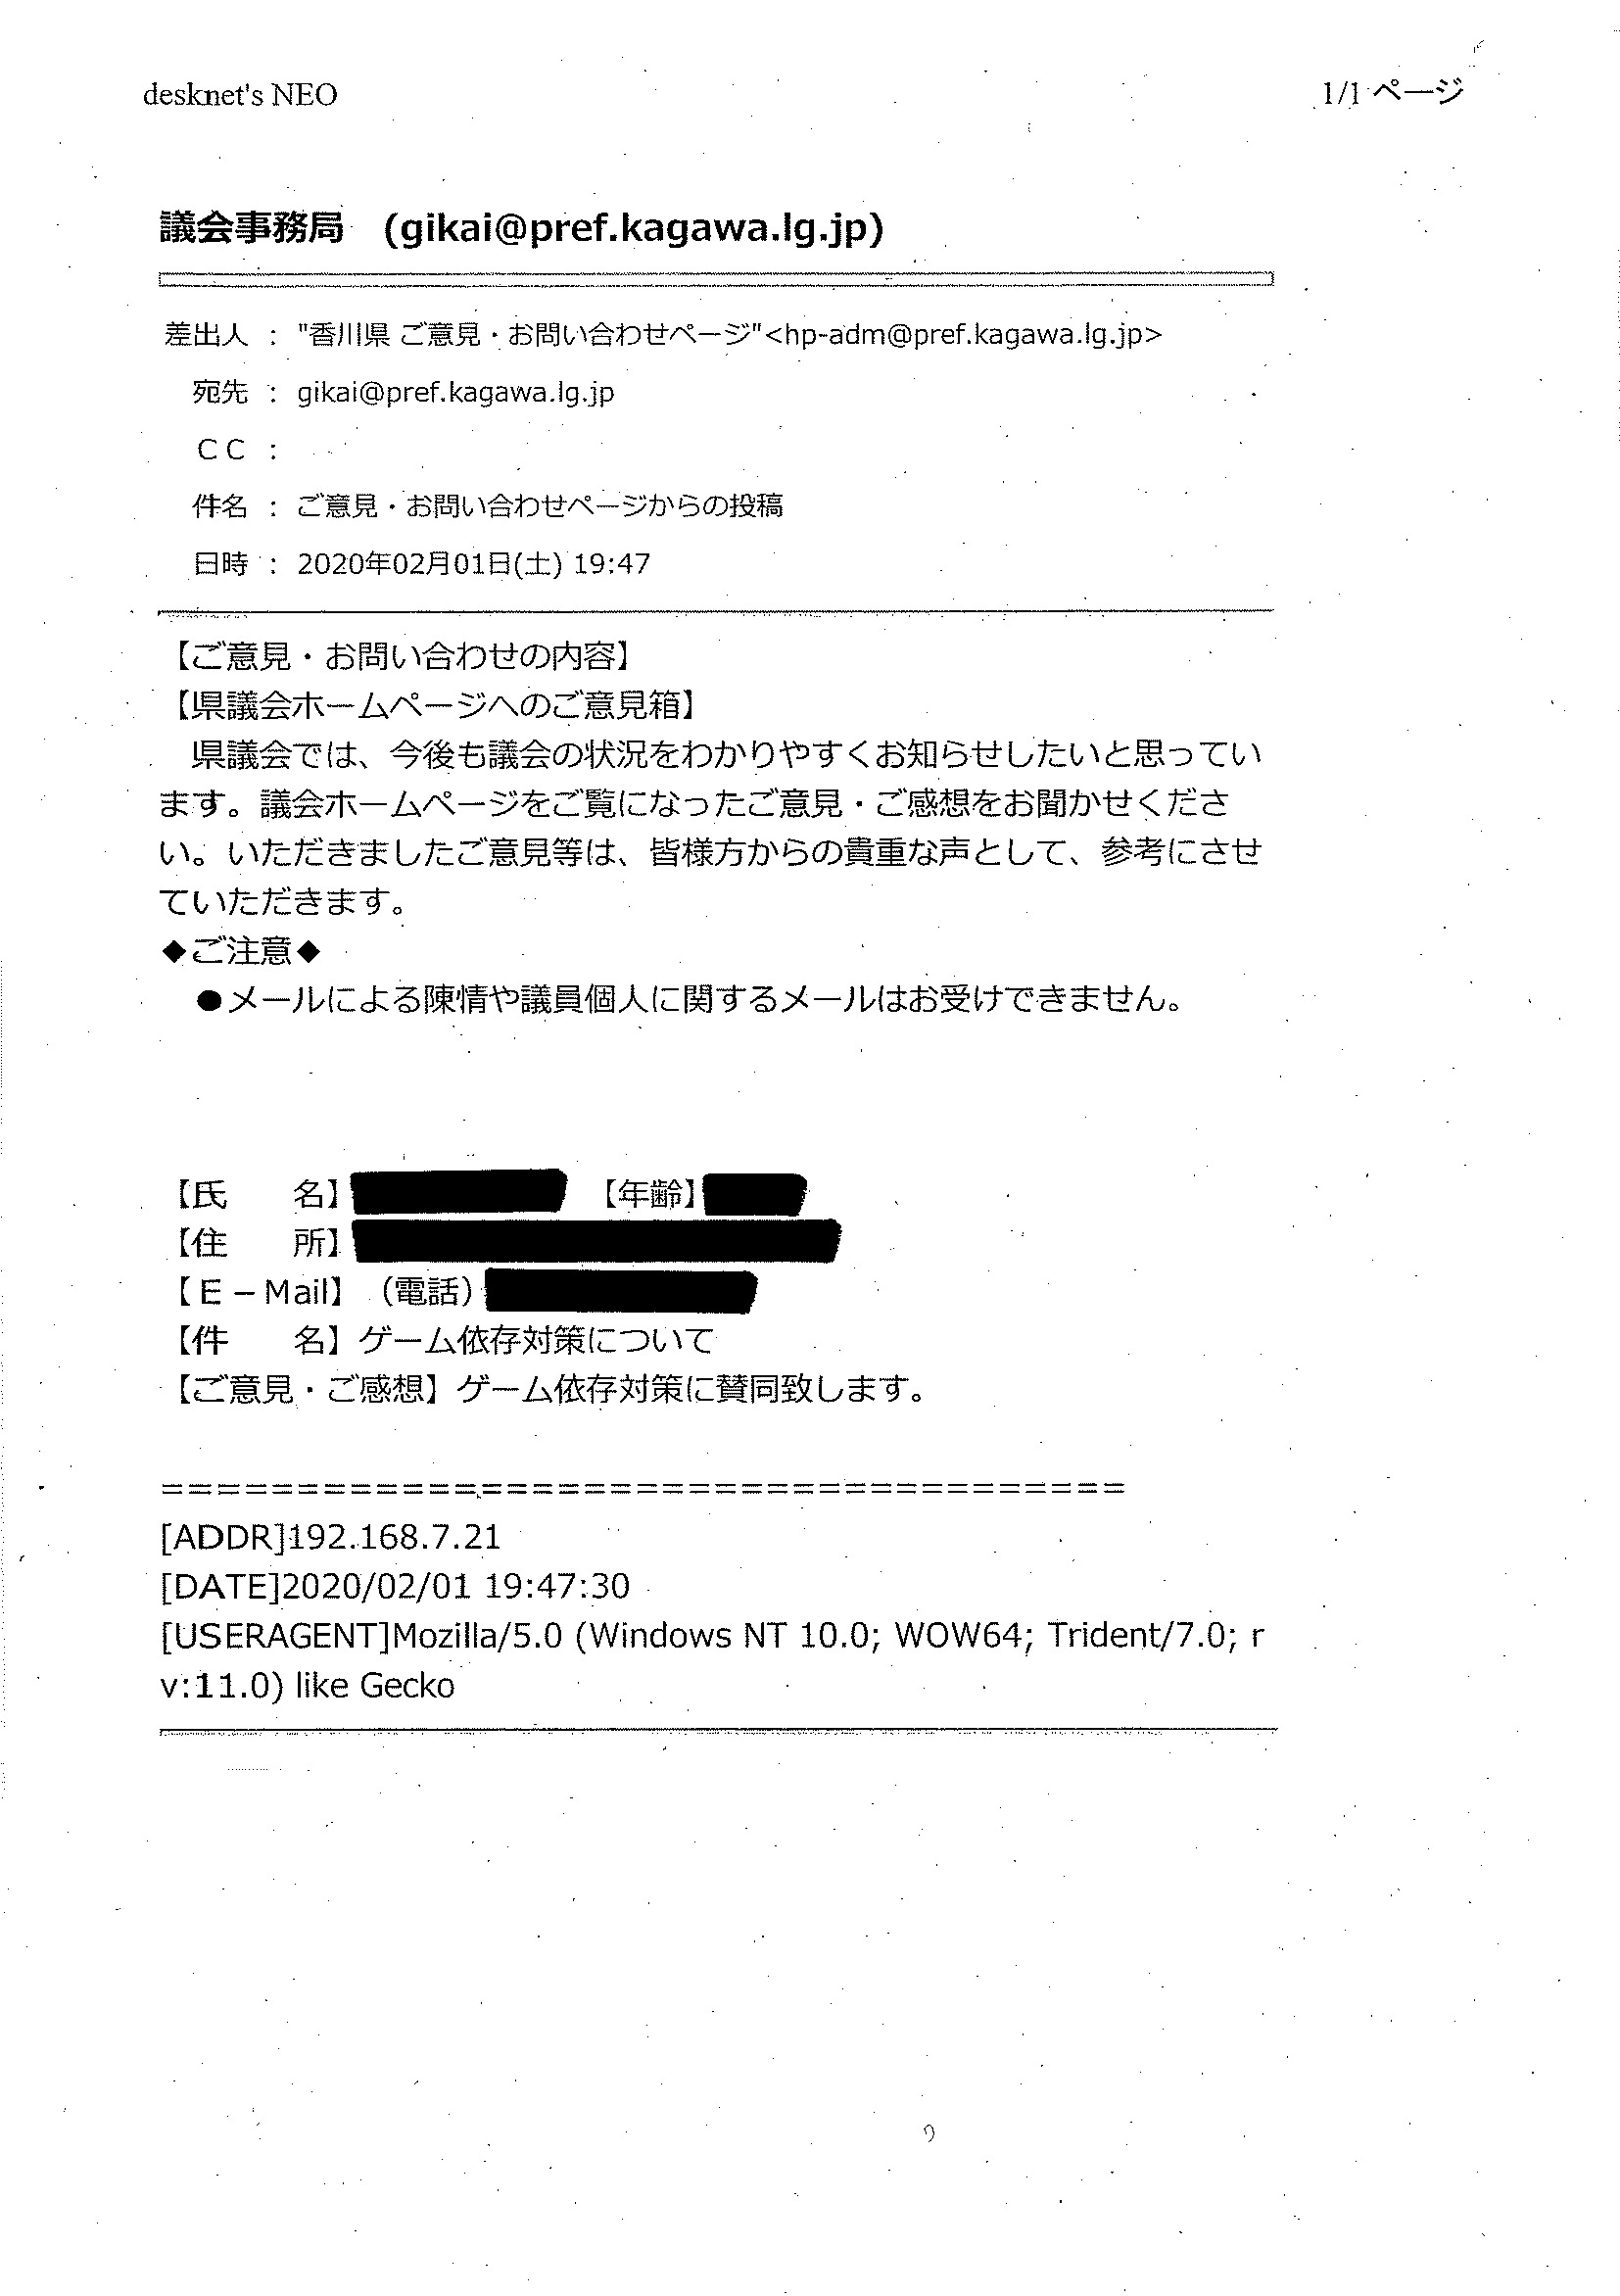 desknet's NEO
1/1 ページ
議会事務局　(gikai@pref.kagawa.lg.jp)
差出人 : "香川県 ご意見・お問い合わせページ"<hp-adm@pref.kagawa.lg.jp>
宛先 : gikai@pref.kagawa.lg.jp
ＣＣ :
件名 : ご意見・お問い合わせページからの投稿
日時 : 2020年02月01日(土) 19:47
【ご意見・お問い合わせの内容】
【県議会ホームページへのご意見箱】
　県議会では、今後も議会の状況をわかりやすくお知らせしたいと思ってい
ます。議会ホームページをご覧になったご意見・ご感想をお聞かせくださ
い。いただきましたご意見等は、皆様方からの貴重な声として、参考にさせ
ていただきます。
◆ご注意◆
　●メールによる陳情や議員個人に関するメールはお受けできません。
【氏　　名】　【年齢】
【住　　所】
【Ｅ－Mail】（電話）
【件　　名】ゲーム依存対策について
【ご意見・ご感想】ゲーム依存対策に賛同致します。
=====================================
[ADDR]192.168.7.21
[DATE]2020/02/01 19:47:30
[USERAGENT]Mozilla/5.0 (Windows NT 10.0; WOW64; Trident/7.0; r
v:11.0) like Gecko